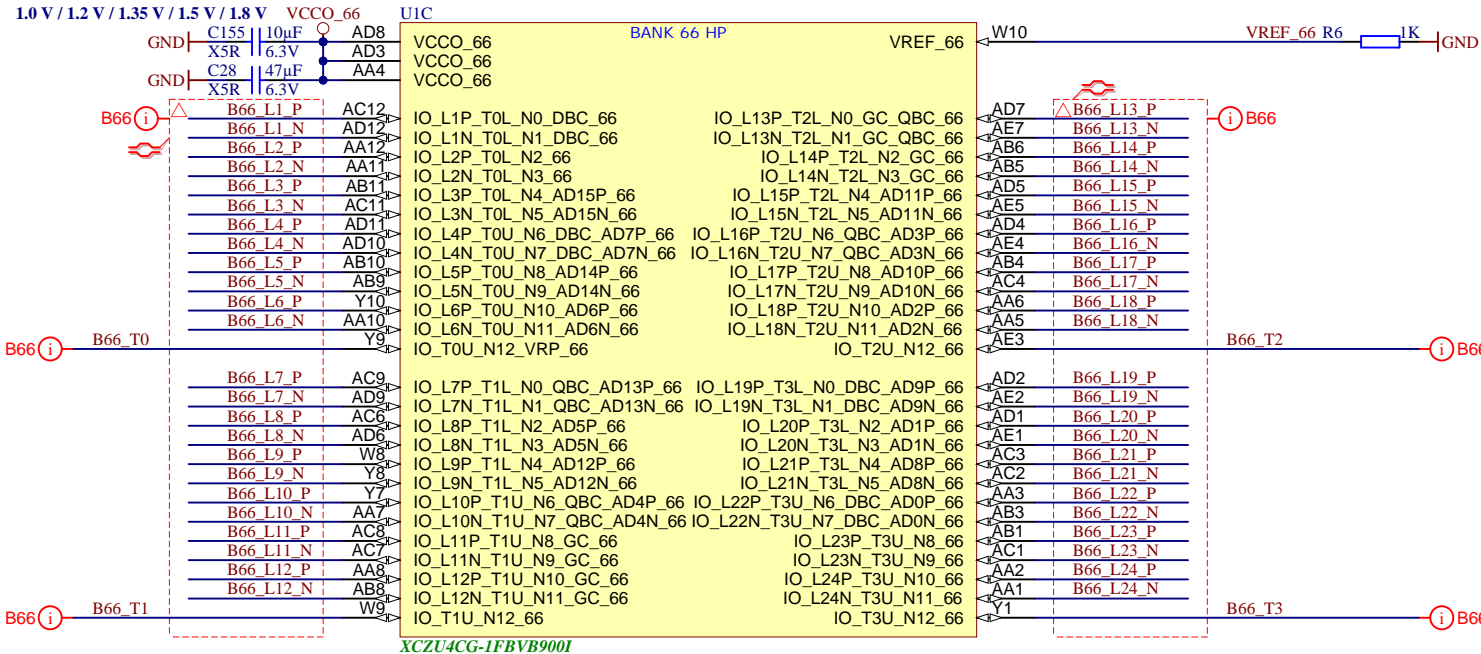 1.0 V / 1.2 V / 1.35 V / 1.5 V / 1.8 V VCCO_66 U1C
BANK 66 HP
GND C155 10µF AD8 VCCO_66 VREF_66 W10 VREF_66 R6 1K GND
X5R 6.3V AD3 VCCO_66
GND C28 47µF AA4 VCCO_66
X5R 6.3V
B66 i B66_L1_P AC12 IO_L1P_T0L_N0_DBC_66 IO_L13P_T2L_N0_GC_QBC_66 AD7 B66_L13_P i B66
B66_L1_N AD12 IO_L1N_T0L_N1_DBC_66 IO_L13N_T2L_N1_GC_QBC_66 AE7 B66_L13_N
B66_L2_P AA12 IO_L2P_T0L_N2_66 IO_L14P_T2L_N2_GC_66 AB6 B66_L14_P
B66_L2_N AA11 IO_L2N_T0L_N3_66 IO_L14N_T2L_N3_GC_66 AB5 B66_L14_N
B66_L3_P AB11 IO_L3P_T0L_N4_AD15P_66 IO_L15P_T2L_N4_AD11P_66 AD5 B66_L15_P
B66_L3_N AC11 IO_L3N_T0L_N5_AD15N_66 IO_L15N_T2L_N5_AD11N_66 AE5 B66_L15_N
B66_L4_P AD11 IO_L4P_T0U_N6_DBC_AD7P_66 IO_L16P_T2U_N6_QBC_AD3P_66 AD4 B66_L16_P
B66_L4_N AD10 IO_L4N_T0U_N7_DBC_AD7N_66 IO_L16N_T2U_N7_QBC_AD3N_66 AE4 B66_L16_N
B66_L5_P AB10 IO_L5P_T0U_N8_AD14P_66 IO_L17P_T2U_N8_AD10P_66 AB4 B66_L17_P
B66_L5_N AB9 IO_L5N_T0U_N9_AD14N_66 IO_L17N_T2U_N9_AD10N_66 AC4 B66_L17_N
B66_L6_P Y10 IO_L6P_T0U_N10_AD6P_66 IO_L18P_T2U_N10_AD2P_66 AA6 B66_L18_P
B66_L6_N AA10 IO_L6N_T0U_N11_AD6N_66 IO_L18N_T2U_N11_AD2N_66 AA5 B66_L18_N
B66 i B66_T0 Y9 IO_T0U_N12_VRP_66 IO_T2U_N12_66 AE3 B66_T2 i B66
B66_L7_P AC9 IO_L7P_T1L_N0_QBC_AD13P_66 IO_L19P_T3L_N0_DBC_AD9P_66 AD2 B66_L19_P
B66_L7_N AD9 IO_L7N_T1L_N1_QBC_AD13N_66 IO_L19N_T3L_N1_DBC_AD9N_66 AE2 B66_L19_N
B66_L8_P AC6 IO_L8P_T1L_N2_AD5P_66 IO_L20P_T3L_N2_AD1P_66 AD1 B66_L20_P
B66_L8_N AD6 IO_L8N_T1L_N3_AD5N_66 IO_L20N_T3L_N3_AD1N_66 AE1 B66_L20_N
B66_L9_P W8 IO_L9P_T1L_N4_AD12P_66 IO_L21P_T3L_N4_AD8P_66 AC3 B66_L21_P
B66_L9_N Y8 IO_L9N_T1L_N5_AD12N_66 IO_L21N_T3L_N5_AD8N_66 AC2 B66_L21_N
B66_L10_P Y7 IO_L10P_T1U_N6_QBC_AD4P_66 IO_L22P_T3U_N6_DBC_AD0P_66 AA3 B66_L22_P
B66_L10_N AA7 IO_L10N_T1U_N7_QBC_AD4N_66 IO_L22N_T3U_N7_DBC_AD0N_66 AB3 B66_L22_N
B66_L11_P AC8 IO_L11P_T1U_N8_GC_66 IO_L23P_T3U_N8_66 AB1 B66_L23_P
B66_L11_N AC7 IO_L11N_T1U_N9_GC_66 IO_L23N_T3U_N9_66 AC1 B66_L23_N
B66_L12_P AA8 IO_L12P_T1U_N10_GC_66 IO_L24P_T3U_N10_66 AA2 B66_L24_P
B66_L12_N AB8 IO_L12N_T1U_N11_GC_66 IO_L24N_T3U_N11_66 AA1 B66_L24_N
B66 i B66_T1 W9 IO_T1U_N12_66 IO_T3U_N12_66 Y1 B66_T3 i B66
XCZU4CG-1FBVB900I